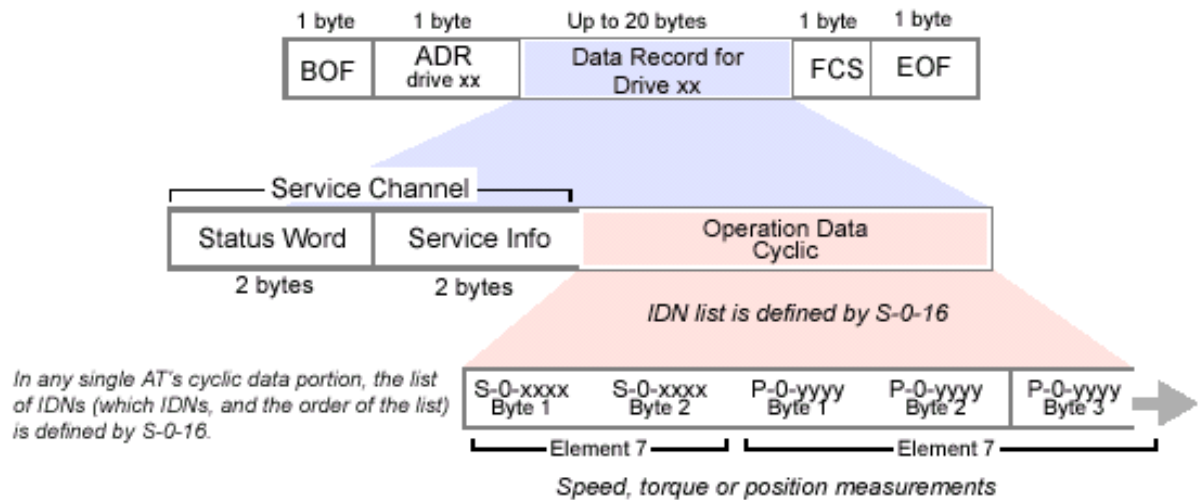 1 byte 1 byte Up to 20 bytes 1 byte 1 byte
BOF ADR drive xx Data Record for Drive xx FCS EOF
Service Channel
Status Word Service Info Operation Data Cyclic
2 bytes 2 bytes
IDN list is defined by S-0-16
In any single AT's cyclic data portion, the list
of IDNs (which IDNs, and the order of the list)
is defined by S-0-16.
S-0-xxxx S-0-xxxx P-0-yyyy P-0-yyyy P-0-yyyy
Byte 1 Byte 2 Byte 1 Byte 2 Byte 3
Element 7 Element 7
Speed, torque or position measurements